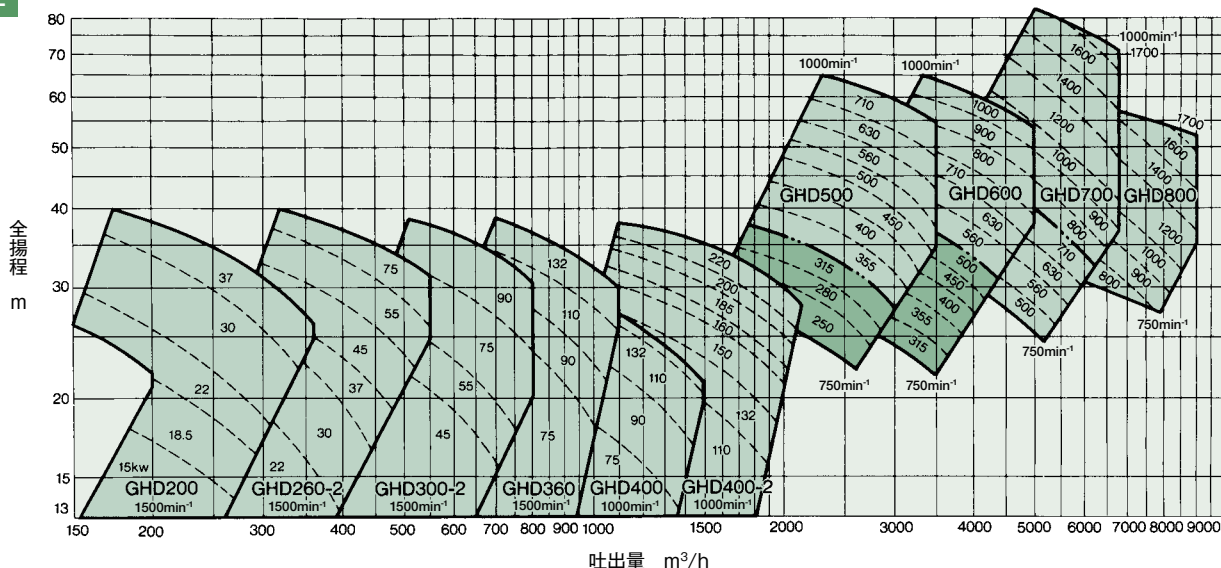 80
70
60
50
40
30
20
15
13
全揚程 m
1000min-1
1000min-1
1000min-1
1700
1700
1600
1400
1200
1000
900
800
710
630
560
500
1600
1400
1200
1000
900
800
1000
900
800
710
630
560
500
450
400
355
315
710
630
560
500
450
400
355
315
280
250
GHD500
GHD600
GHD700
GHD800
750min-1
750min-1
750min-1
750min-1
37
30
22
18.5
15kw
75
55
45
37
30
22
90
75
55
45
132
110
90
75
220
200
185
160
150
132
110
132
110
90
75
GHD200
1500min-1
GHD260-2
1500min-1
GHD300-2
1500min-1
GHD360
1500min-1
GHD400
1000min-1
GHD400-2
1000min-1
150 200 300 400 500 600 700 800 900 1000 1500 2000 3000 4000 5000 6000 7000 8000 9000
吐出量 m³/h